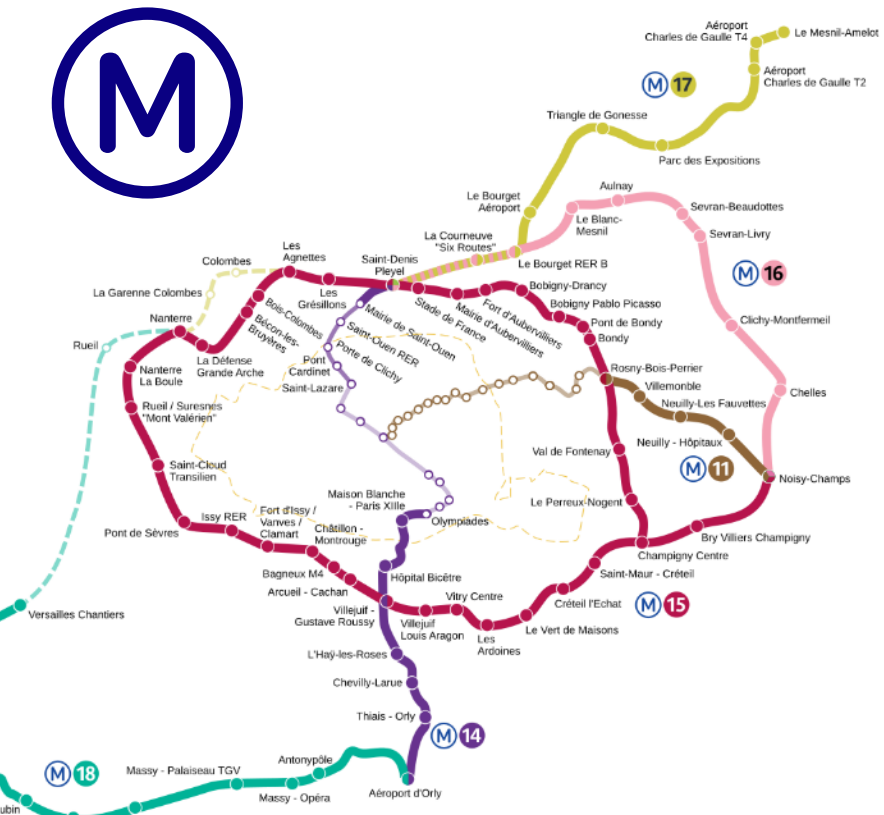 M
Aéroport
Charles de Gaulle T4
Le Mesnil-Amelot
Aéroport
Charles de Gaulle T2
M 17
Triangle de Gonesse
Parc des Expositions
Le Bourget
Aéroport
Aulnay
Le Blanc-
Mesnil
Sevran-Beaudottes
Sevran-Livry
La Courneuve
"Six Routes"
Le Bourget RER B
M 16
Les
Agnettes
Saint-Denis
Pleyel
Colombes
La Garenne Colombes
Les
Grésillons
Nanterre
Rueil
Bois-Colombes
Bécon-les-
Bruyères
La Défense
Grande Arche
Mairie de Saint-Ouen
Saint-Ouen RER
Porte de Clichy
Pont
Cardinet
Saint-Lazare
Stade de France
Mairie d'Aubervilliers
Fort d'Aubervilliers
Bobigny-Drancy
Bobigny Pablo Picasso
Pont de Bondy
Bondy
Clichy-Montfermeil
Nanterre
La Boule
Rueil / Suresnes
"Mont Valérien"
Rosny-Bois-Perrier
Villemonble
Neuilly-Les Fauvettes
Chelles
Neuilly - Hôpitaux
M 11
Val de Fontenay
Saint-Cloud
Transilien
Noisy-Champs
Maison Blanche
- Paris XIIIe
Olympiades
Le Perreux-Nogent
Pont de Sèvres
Issy RER
Fort d'Issy /
Vanves /
Clamart
Châtillon -
Montrouge
Bry Villiers Champigny
Champigny Centre
Bagneux M4
Arcueil - Cachan
Hôpital Bicêtre
Saint-Maur - Créteil
Villejuif -
Gustave Roussy
Villejuif
Louis Aragon
Vitry Centre
Les
Ardoines
Le Vert de Maisons
Créteil l'Echat
M 15
Versailles Chantiers
L'Haÿ-les-Roses
Chevilly-Larue
Thiais - Orly
M 14
M 18
Massy - Palaiseau TGV
Antonypôle
Massy - Opéra
Aéroport d'Orly
ubin